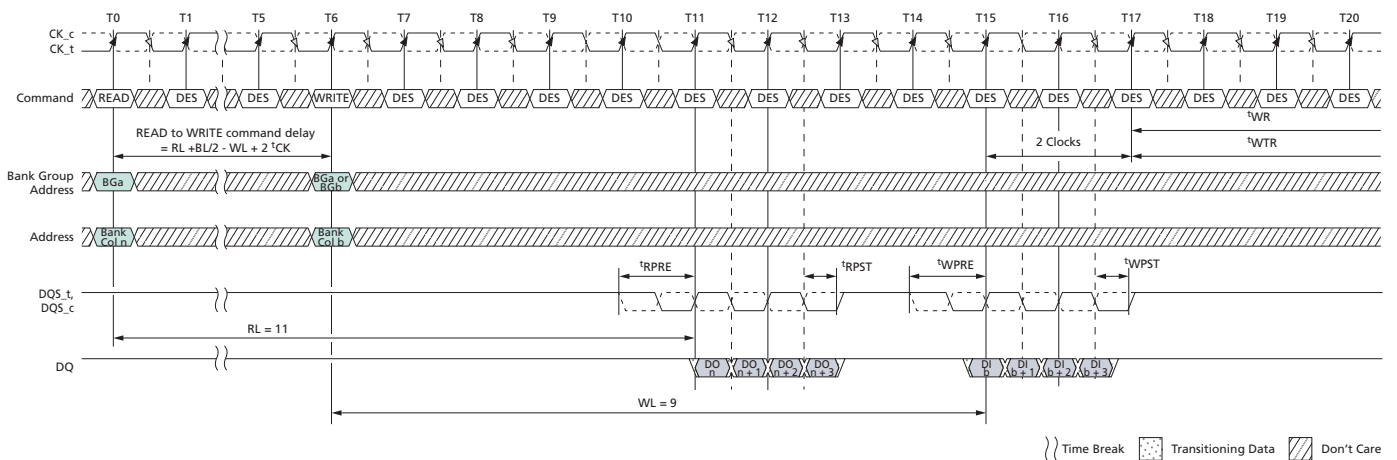 T0 T1 T5 T6 T7 T8 T9 T10 T11 T12 T13 T14 T15 T16 T17 T18 T19 T20
CK_c
CK_t
Command READ DES DES WRITE DES DES DES DES DES DES DES DES DES DES DES DES DES DES
READ to WRITE command delay
= RL +BL/2 - WL + 2 tCK
2 Clocks
tWR
tWTR
Bank Group
Address
BGa
BGa or
BGb
Address
Bank
Col n
Bank
Col b
tRPRE tRPST tWPRE tWPST
DQS_t,
DQS_c
RL = 11
DQ
DO
n
DO
n + 1
DO
n + 2
DO
n + 3
DI
b
DI
b + 1
DI
b + 2
DI
b + 3
WL = 9
Time Break Transitioning Data Don't Care